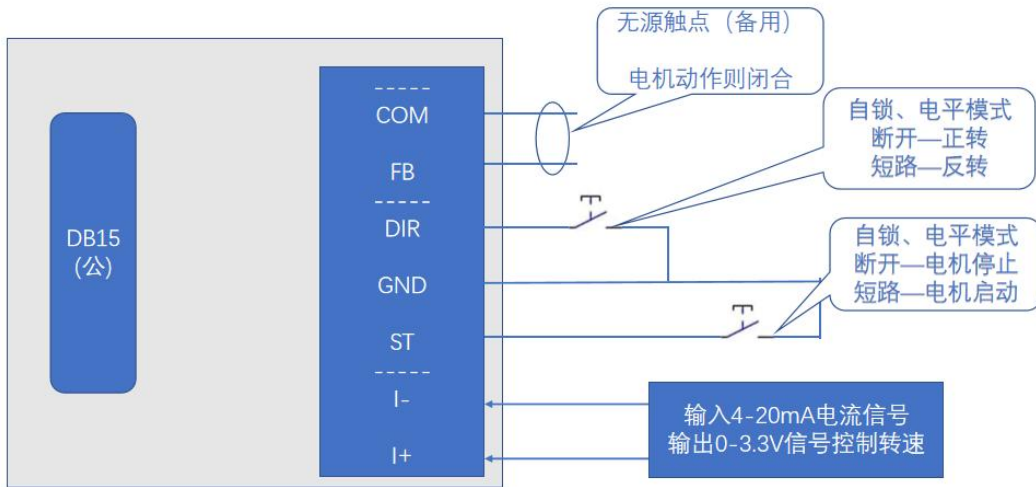 无源触点（备用）
电机动作则闭合
自锁、电平模式
断开—正转
短路—反转
自锁、电平模式
断开—电机停止
短路—电机启动
DB15
(公)
-----
COM
FB
-----
DIR
GND
ST
-----
I-
I+
输入4-20mA电流信号
输出0-3.3V信号控制转速